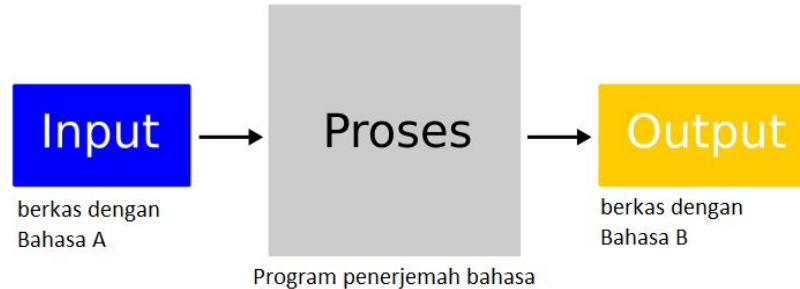 Input
Proses
Output
berkas dengan
Bahasa A
berkas dengan
Bahasa B
Program penerjemah bahasa